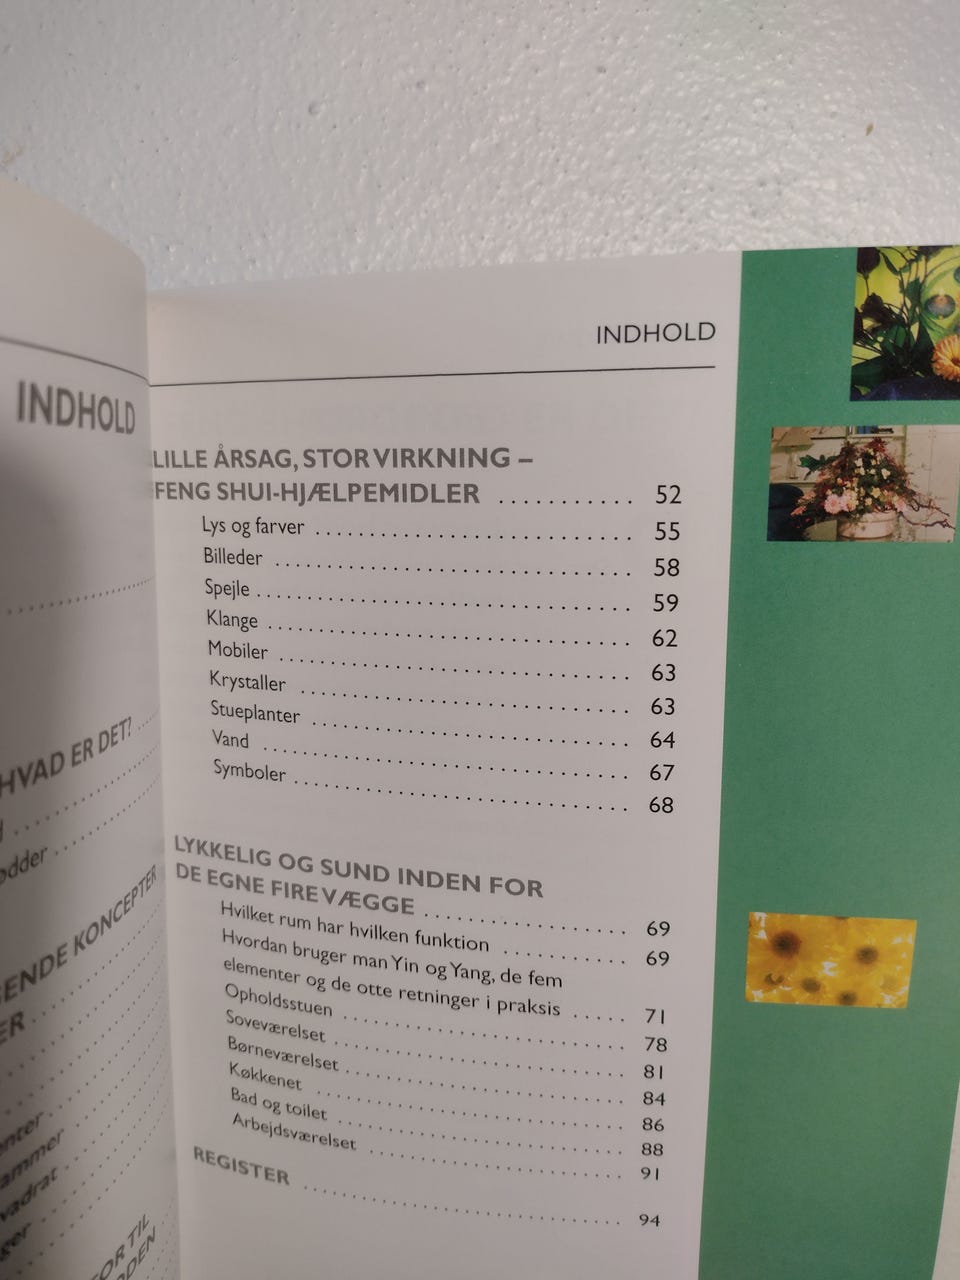 INDHOLD
HVAD ER DET?
KONCEPTER
INDHOLD
LILLE ÅRSAG, STOR VIRKNING –
FENG SHUI-HJÆLPEMIDLER ........... 52
Lys og farver ........................... 55
Billeder ............................... 58
Spejle ................................ 59
Klange ............................... 62
Mobiler .............................. 63
Krystaller ............................ 63
Stueplanter ........................... 64
Vand ................................ 67
Symboler ............................. 68
LYKKELIG OG SUND INDEN FOR
DE EGNE FIRE VÆGGE ................. 69
Hvilket rum har hvilken funktion .......... 69
Hvordan bruger man Yin og Yang, de fem
elementer og de otte retninger i praksis ..... 71
Opholdsstuen ........................ 78
Soveværelset ......................... 81
Børneværelset ........................ 84
Køkkenet ............................ 86
Bad og toilet ......................... 88
Arbejdsværelset ...................... 91
REGISTER ............................ 94